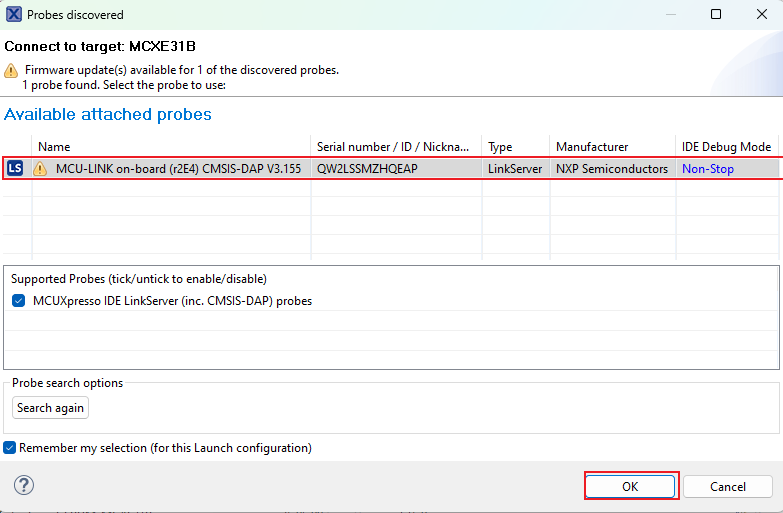 Probes discovered
Connect to target: MCXE31B
Firmware update(s) available for 1 of the discovered probes.
1 probe found. Select the probe to use:
Available attached probes
Name Serial number / ID / Nickna... Type Manufacturer IDE Debug Mode
LS MCU-LINK on-board (r2E4) CMSIS-DAP V3.155 QW2LSSMZHQEAP LinkServer NXP Semiconductors Non-Stop
Supported Probes (tick/untick to enable/disable)
MCUXpresso IDE LinkServer (inc. CMSIS-DAP) probes
Probe search options
Search again
Remember my selection (for this Launch configuration)
? OK Cancel